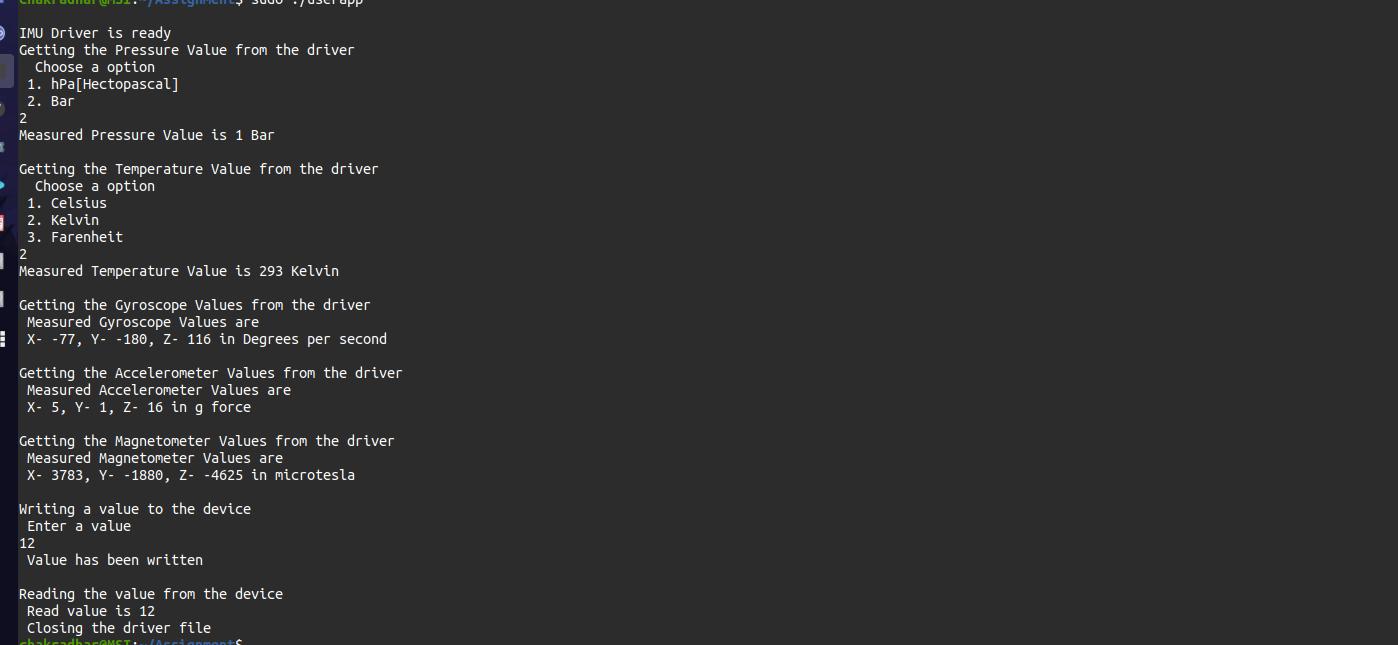 chakradhar@MSI:~/Assignment$ sudo ./userapp
IMU Driver is ready
Getting the Pressure Value from the driver
Choose a option
1. hPa[Hectopascal]
2. Bar
2
Measured Pressure Value is 1 Bar
Getting the Temperature Value from the driver
Choose a option
1. Celsius
2. Kelvin
3. Farenheit
2
Measured Temperature Value is 293 Kelvin
Getting the Gyroscope Values from the driver
Measured Gyroscope Values are
X- -77, Y- -180, Z- 116 in Degrees per second
Getting the Accelerometer Values from the driver
Measured Accelerometer Values are
X- 5, Y- 1, Z- 16 in g force
Getting the Magnetometer Values from the driver
Measured Magnetometer Values are
X- 3783, Y- -1880, Z- -4625 in microtesla
Writing a value to the device
Enter a value
12
Value has been written
Reading the value from the device
Read value is 12
Closing the driver file
chakradhar@MSI:~/Assignment$